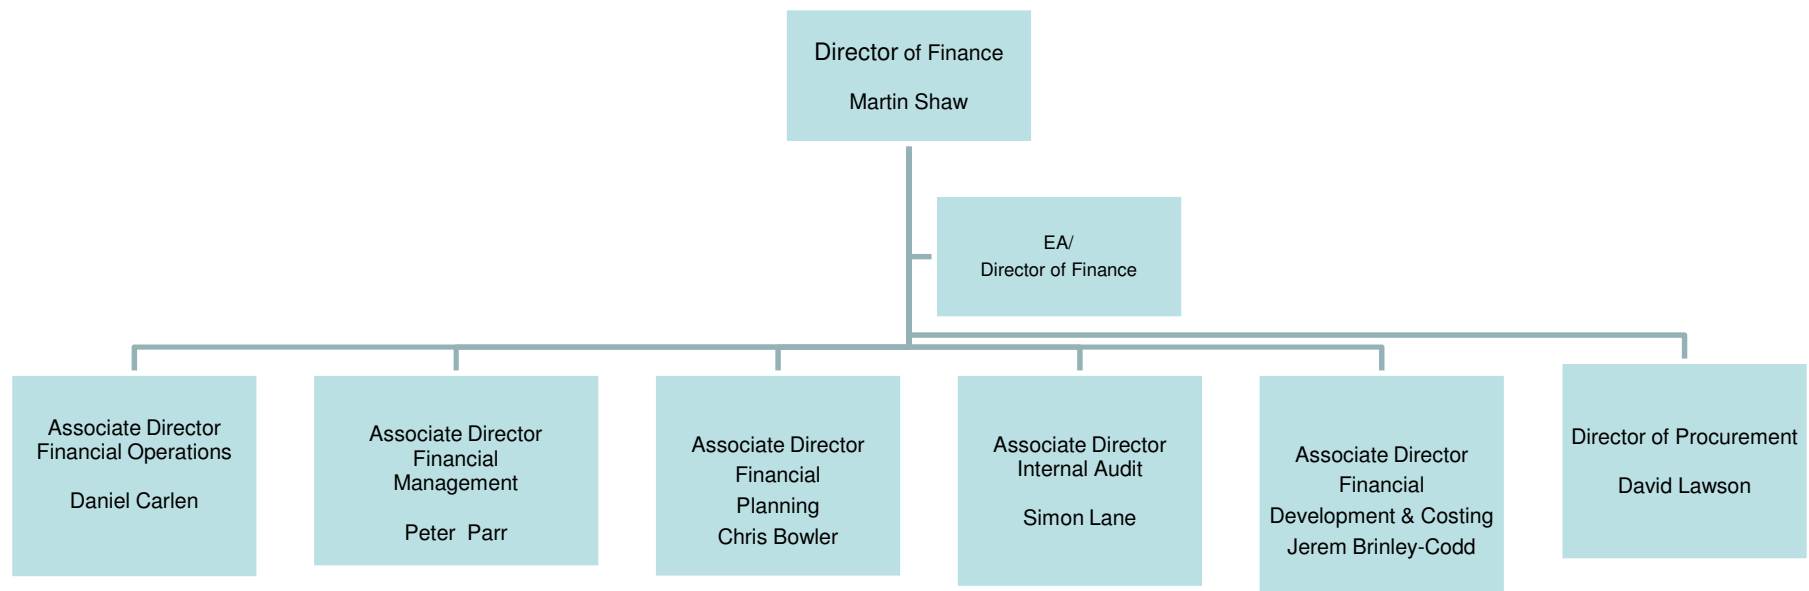 Director of Finance
Martin Shaw
EA/
Director of Finance
Associate Director
Financial Operations
Daniel Carlen
Associate Director
Financial
Management
Peter Parr
Associate Director
Financial
Planning
Chris Bowler
Associate Director
Internal Audit
Simon Lane
Associate Director
Financial
Development & Costing
Jerem Brinley-Codd
Director of Procurement
David Lawson